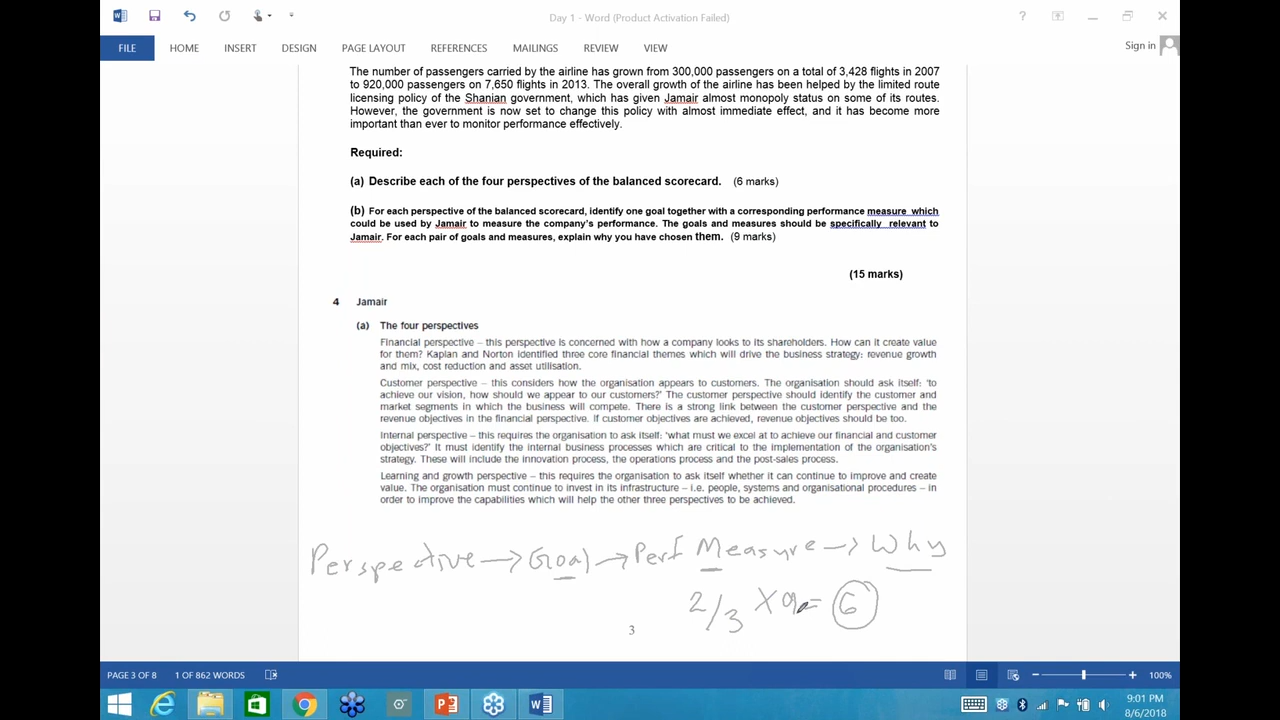 Day 1 - Word (Product Activation Failed)
?
FILE HOME INSERT DESIGN PAGE LAYOUT REFERENCES MAILINGS REVIEW VIEW
Sign in
The number of passengers carried by the airline has grown from 300,000 passengers on a total of 3,428 flights in 2007
to 920,000 passengers on 7,650 flights in 2013. The overall growth of the airline has been helped by the limited route
licensing policy of the Shanian government, which has given Jamair almost monopoly status on some of its routes.
However, the government is now set to change this policy with almost immediate effect, and it has become more
important than ever to monitor performance effectively.
Required:
(a) Describe each of the four perspectives of the balanced scorecard. (6 marks)
(b) For each perspective of the balanced scorecard, identify one goal together with a corresponding performance measure which
could be used by Jamair to measure the company's performance. The goals and measures should be specifically relevant to
Jamair. For each pair of goals and measures, explain why you have chosen them. (9 marks)
(15 marks)
4 Jamair
(a) The four perspectives
Financial perspective – this perspective is concerned with how a company looks to its shareholders. How can it create value
for them? Kaplan and Norton identified three core financial themes which will drive the business strategy: revenue growth
and mix, cost reduction and asset utilisation.
Customer perspective – this considers how the organisation appears to customers. The organisation should ask itself: 'to
achieve our vision, how should we appear to our customers?' The customer perspective should identify the customer and
market segments in which the business will compete. There is a strong link between the customer perspective and the
revenue objectives in the financial perspective. If customer objectives are achieved, revenue objectives should be too.
Internal perspective – this requires the organisation to ask itself: 'what must we excel at to achieve our financial and customer
objectives?' It must identify the internal business processes which are critical to the implementation of the organisation's
strategy. These will include the innovation process, the operations process and the post-sales process.
Learning and growth perspective – this requires the organisation to ask itself whether it can continue to improve and create
value. The organisation must continue to invest in its infrastructure – i.e. people, systems and organisational procedures – in
order to improve the capabilities which will help the other three perspectives to be achieved.
Perspective → Goal → Perf Measure → Why
2/3 X 9 = 6
3
PAGE 3 OF 8 1 OF 862 WORDS 100%
9:01 PM
8/6/2018